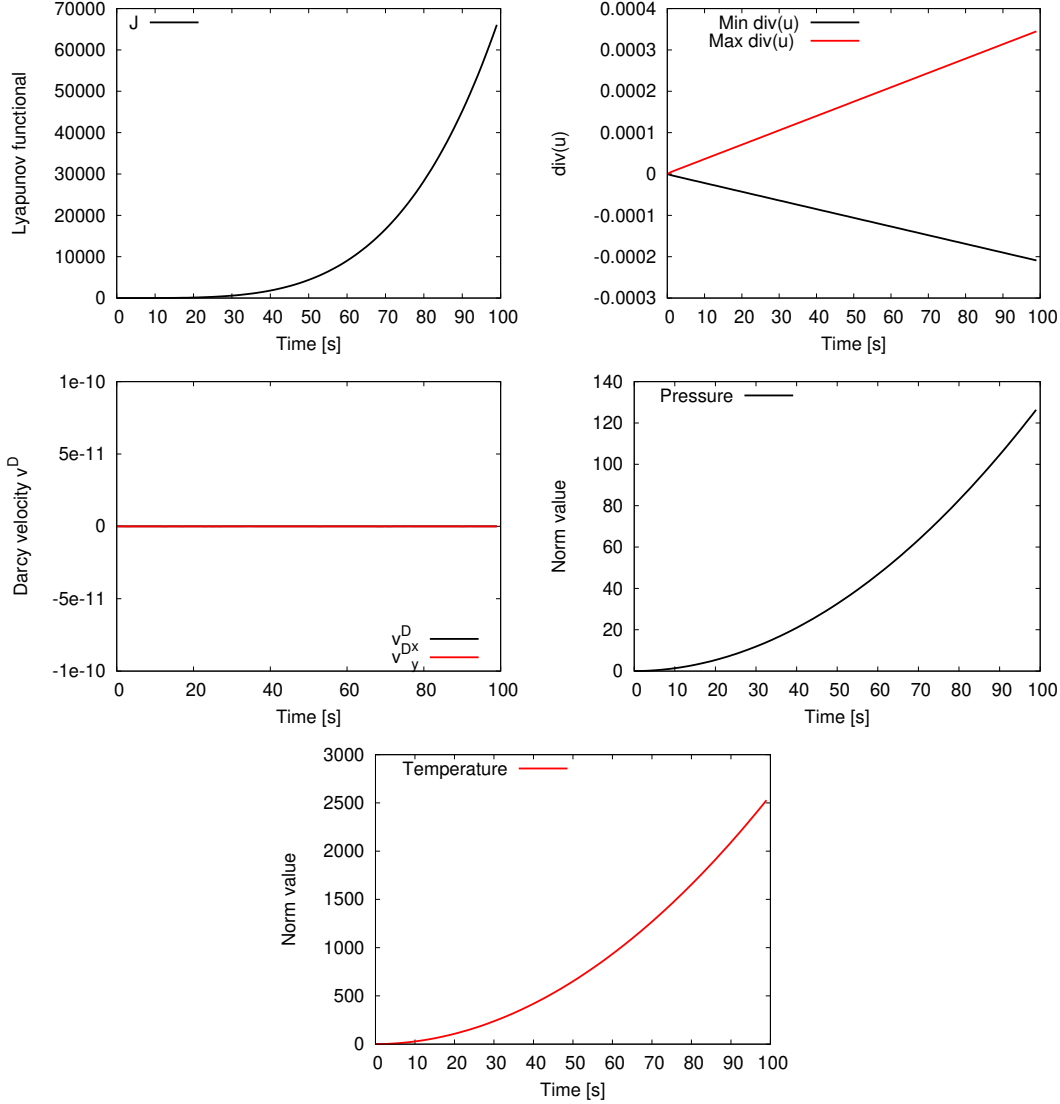 J
70000
60000
50000
40000
30000
20000
10000
0
Lyapunov functional
0 10 20 30 40 50 60 70 80 90 100
Time [s]
Min div(u)
Max div(u)
0.0004
0.0003
0.0002
0.0001
0
-0.0001
-0.0002
-0.0003
div(u)
0 10 20 30 40 50 60 70 80 90 100
Time [s]
1e-10
5e-11
0
-5e-11
-1e-10
Darcy velocity v^D
v^D_x
v^D_y
0 20 40 60 80 100
Time [s]
Pressure
140
120
100
80
60
40
20
0
Norm value
0 10 20 30 40 50 60 70 80 90 100
Time [s]
Temperature
3000
2500
2000
1500
1000
500
0
Norm value
0 10 20 30 40 50 60 70 80 90 100
Time [s]